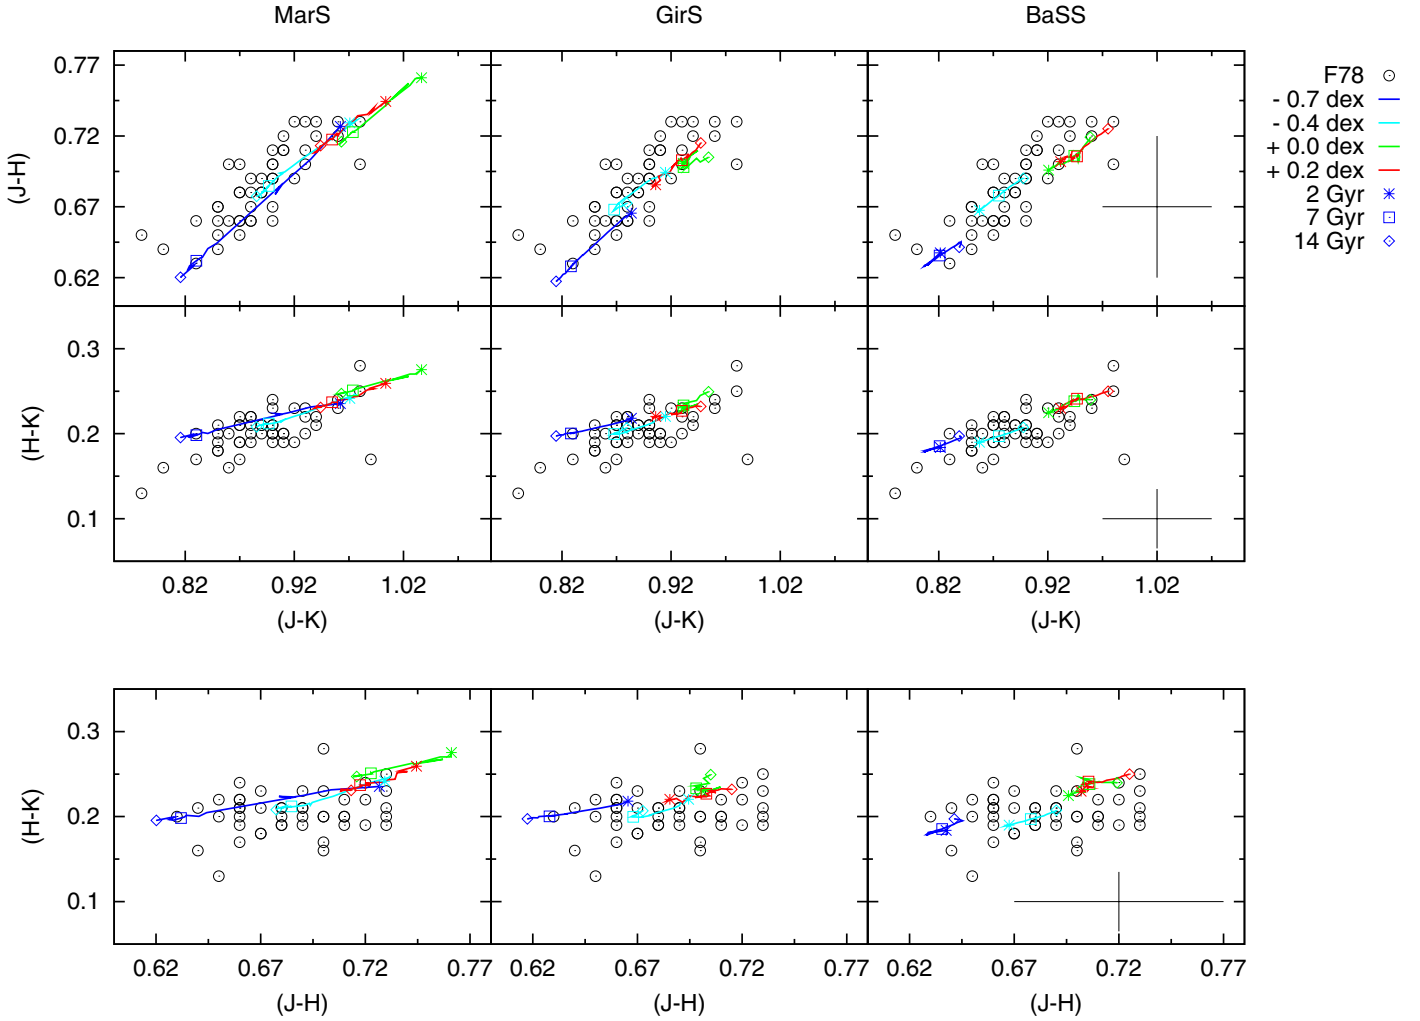 MarS GirS BaSS
0.77
0.72
0.67
0.62
(J-H)
F78
- 0.7 dex
- 0.4 dex
+ 0.0 dex
+ 0.2 dex
2 Gyr
7 Gyr
14 Gyr
0.3
0.2
0.1
(H-K)
0.82 0.92 1.02 0.82 0.92 1.02 0.82 0.92 1.02
(J-K) (J-K) (J-K)
0.3
0.2
0.1
(H-K)
0.62 0.67 0.72 0.77 0.62 0.67 0.72 0.62 0.67 0.72 0.77
(J-H) (J-H) (J-H)